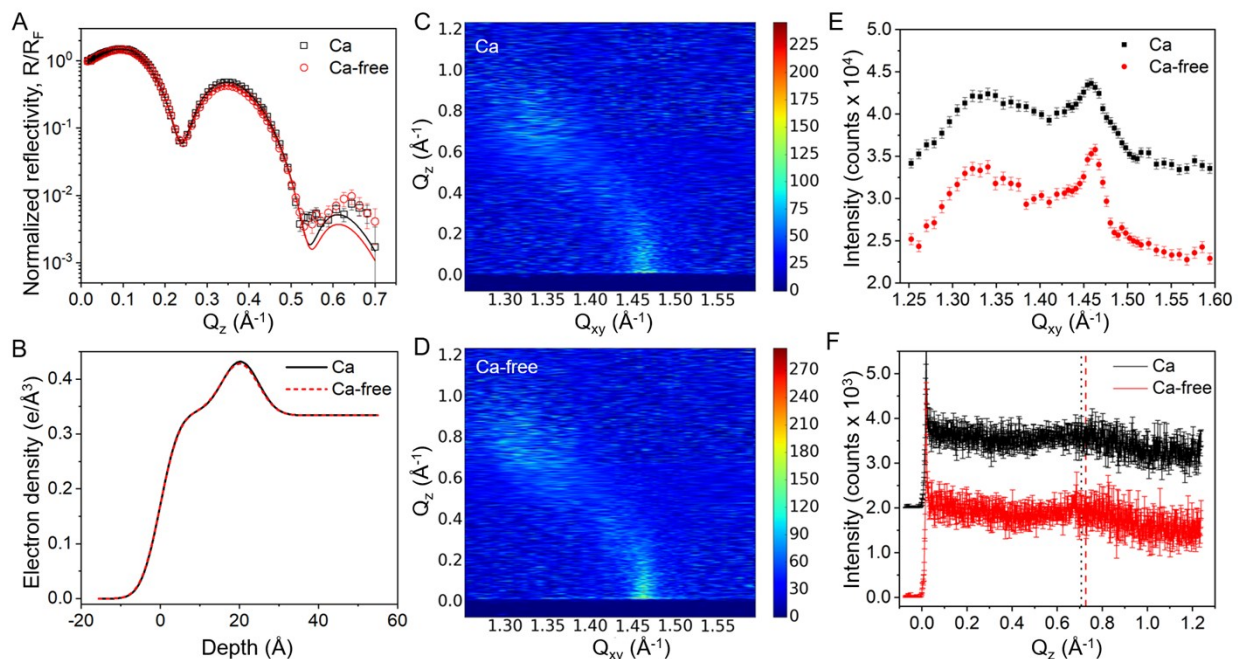 A
Normalized reflectivity, R/R_F
10⁰
10⁻¹
10⁻²
10⁻³
Ca
Ca-free
0.0 0.1 0.2 0.3 0.4 0.5 0.6 0.7
Q_z (Å⁻¹)
B
Electron density (e/Å³)
0.4
0.3
0.2
0.1
0.0
Ca
Ca-free
-20 0 20 40 60
Depth (Å)
C
Ca
Q_z (Å⁻¹)
1.2
1.0
0.8
0.6
0.4
0.2
0.0
1.30 1.35 1.40 1.45 1.50 1.55
225
200
175
150
125
100
75
50
25
0
D
Ca-free
Q_z (Å⁻¹)
1.2
1.0
0.8
0.6
0.4
0.2
0.0
1.30 1.35 1.40 1.45 1.50 1.55
Q_xy (Å⁻¹)
270
240
210
180
150
120
90
60
30
0
E
Intensity (counts x 10⁴)
5.0
4.5
4.0
3.5
3.0
2.5
2.0
Ca
Ca-free
1.25 1.30 1.35 1.40 1.45 1.50 1.55 1.60
Q_xy (Å⁻¹)
F
Intensity (counts x 10³)
5.0
4.0
3.0
2.0
1.0
0.0
Ca
Ca-free
0.0 0.2 0.4 0.6 0.8 1.0 1.2
Q_z (Å⁻¹)